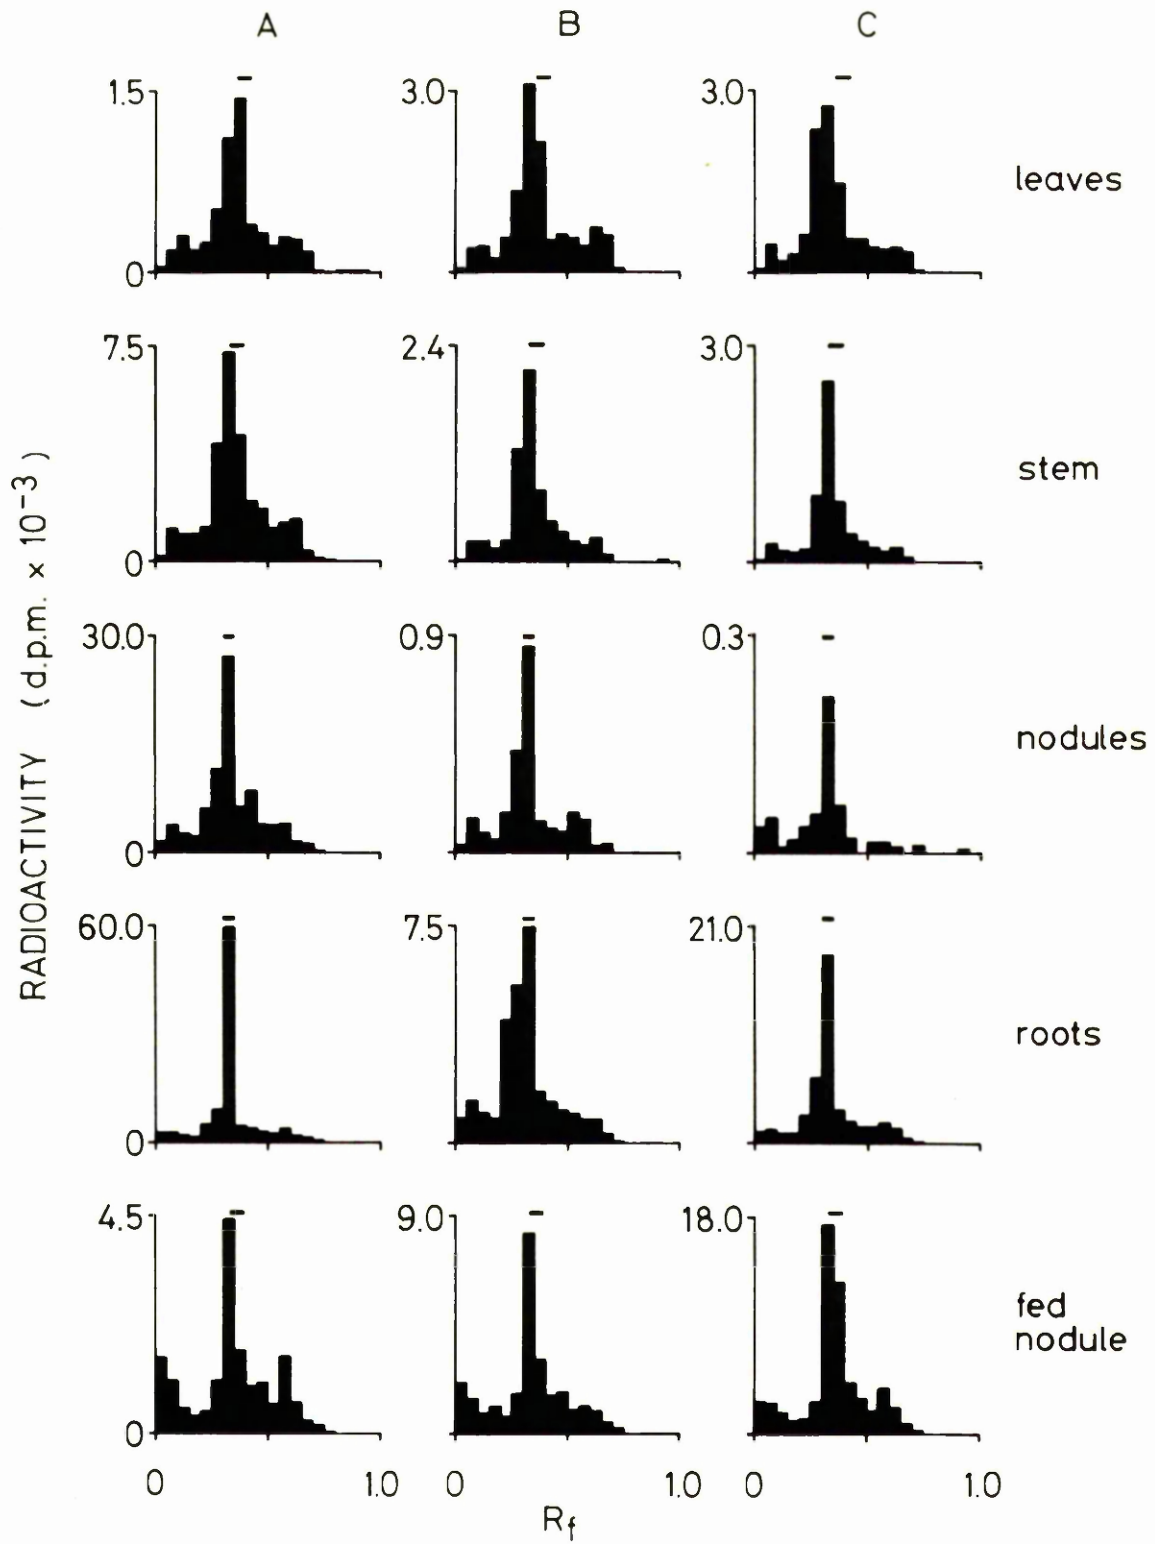 A B C
1.5 3.0 3.0
leaves
0
7.5 2.4 3.0
stem
0
30.0 0.9 0.3
nodules
0
60.0 7.5 21.0
roots
0
4.5 9.0 18.0
fed
nodule
0
0 1.0 0 1.0 0 1.0
Rf
RADIOACTIVITY (d.p.m. × 10⁻³)